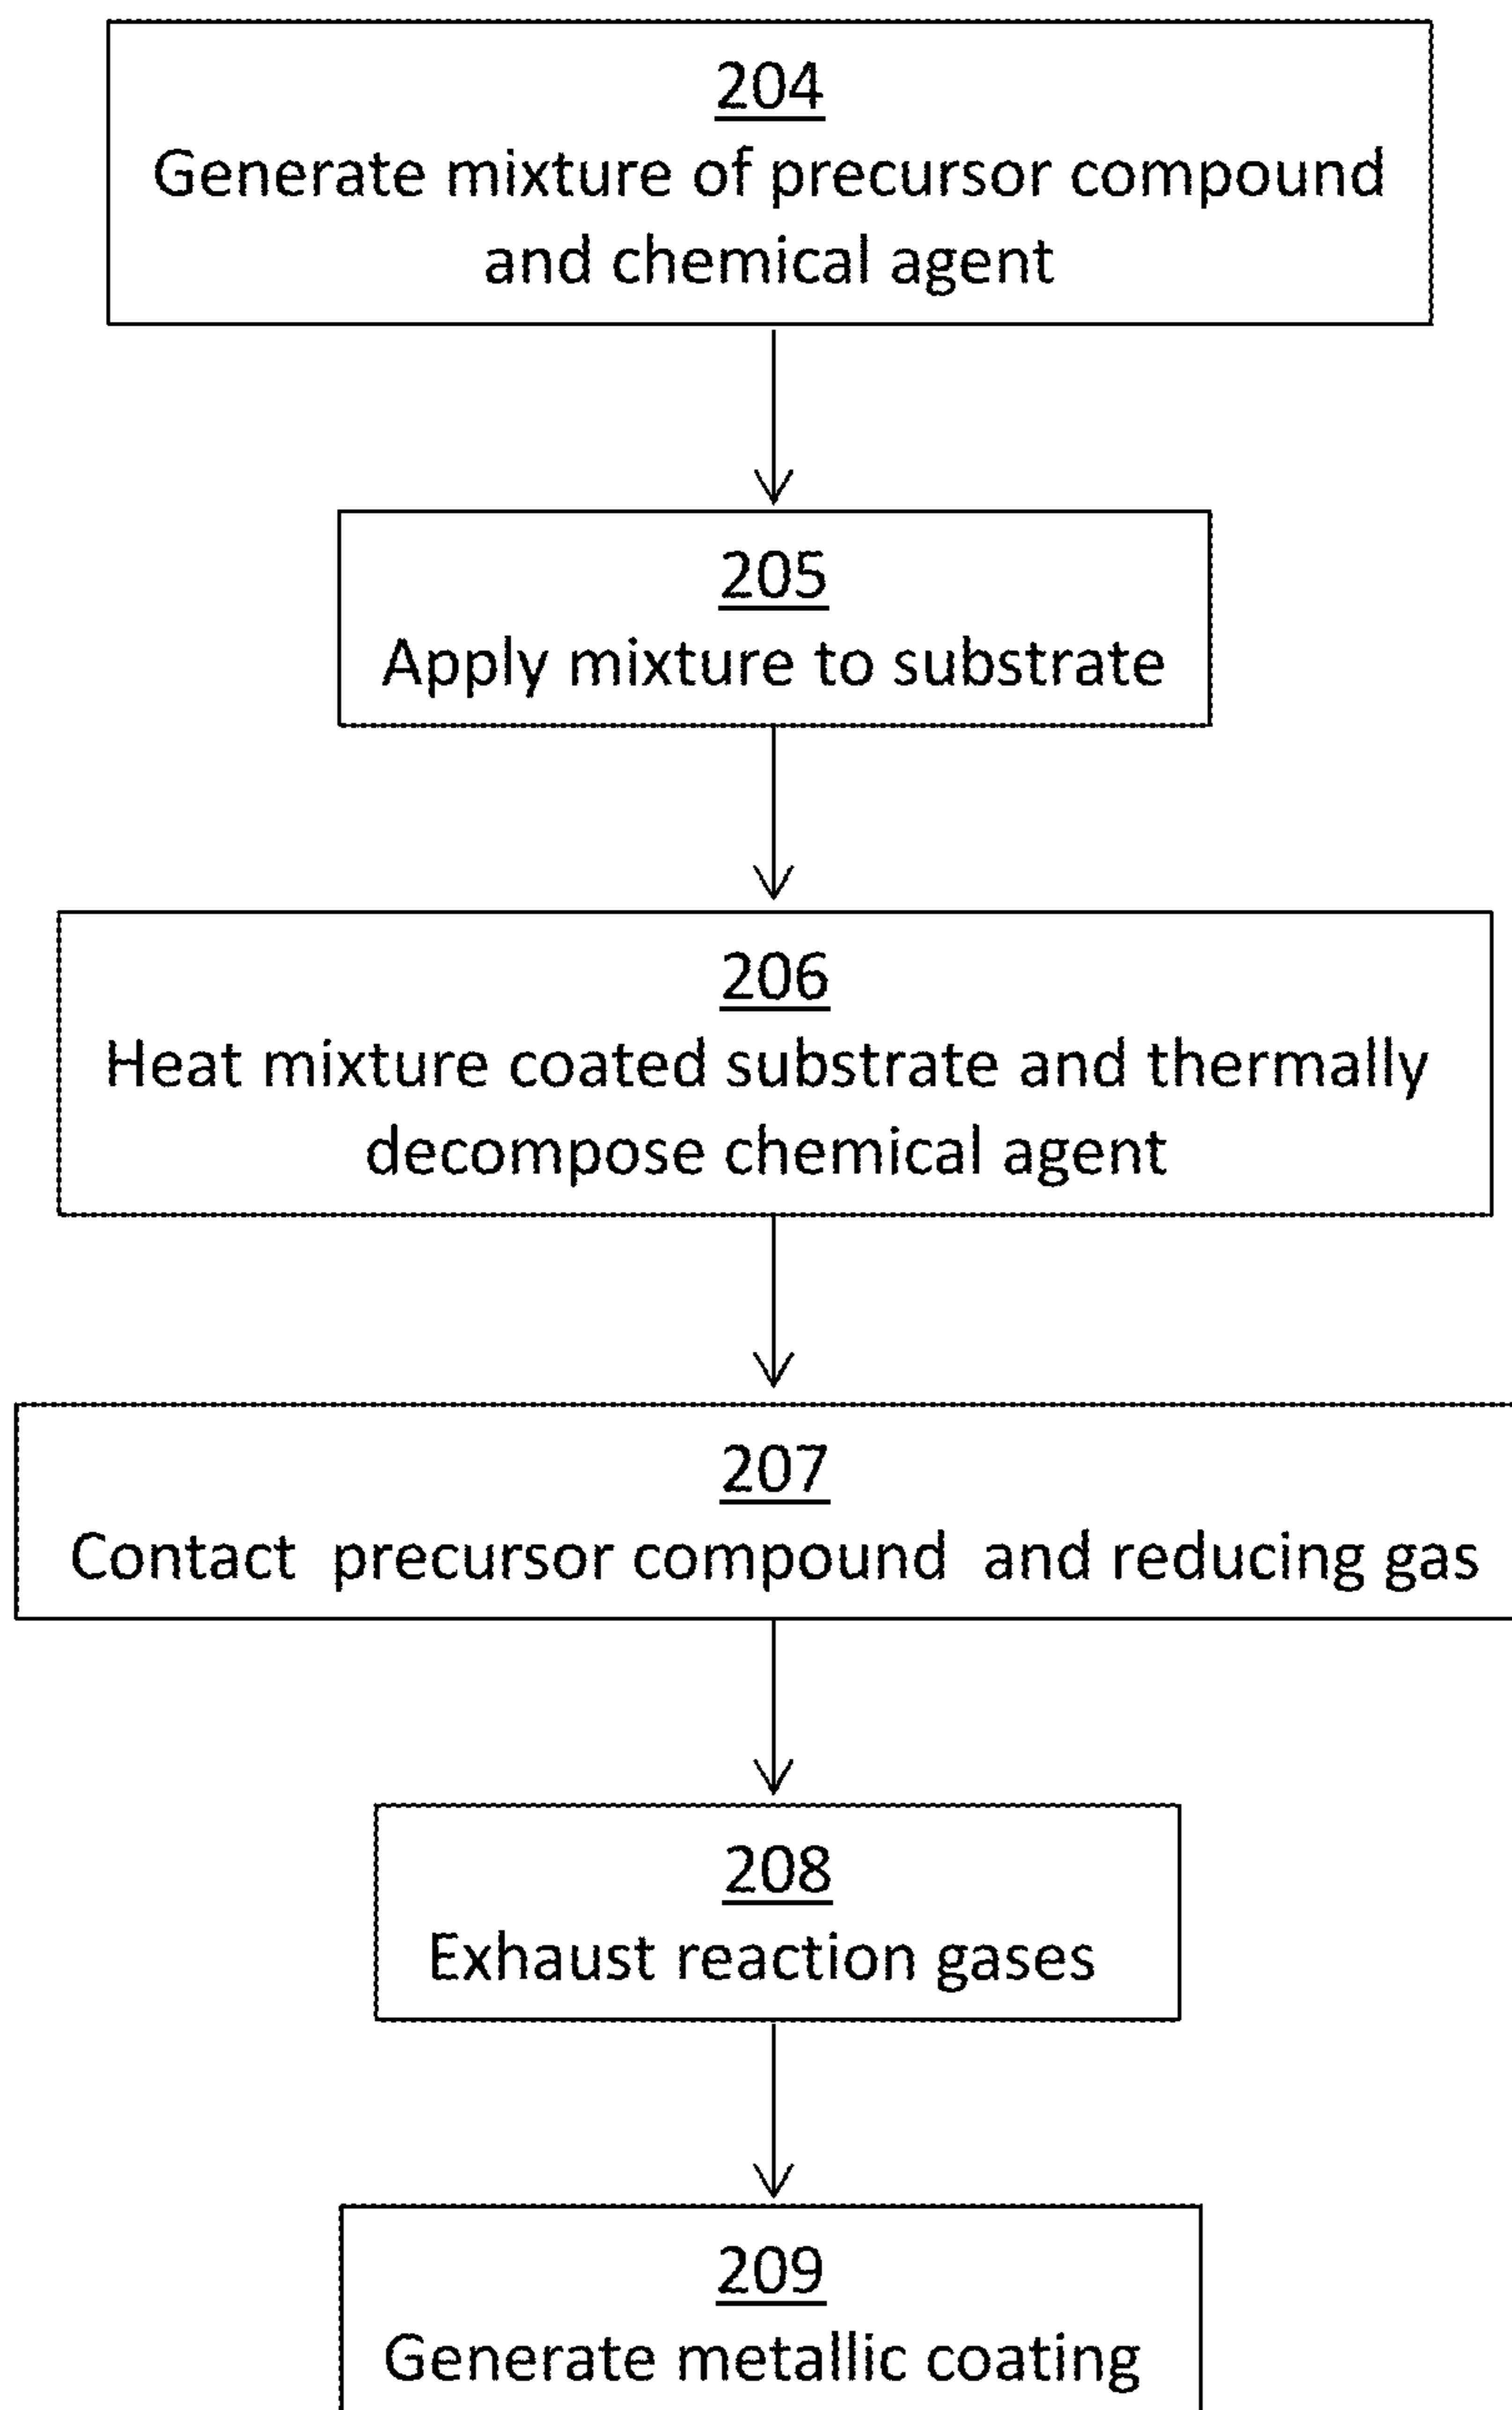 204
Generate mixture of precursor compound
and chemical agent
205
Apply mixture to substrate
206
Heat mixture coated substrate and thermally
decompose chemical agent
207
Contact precursor compound and reducing gas
208
Exhaust reaction gases
209
Generate metallic coating